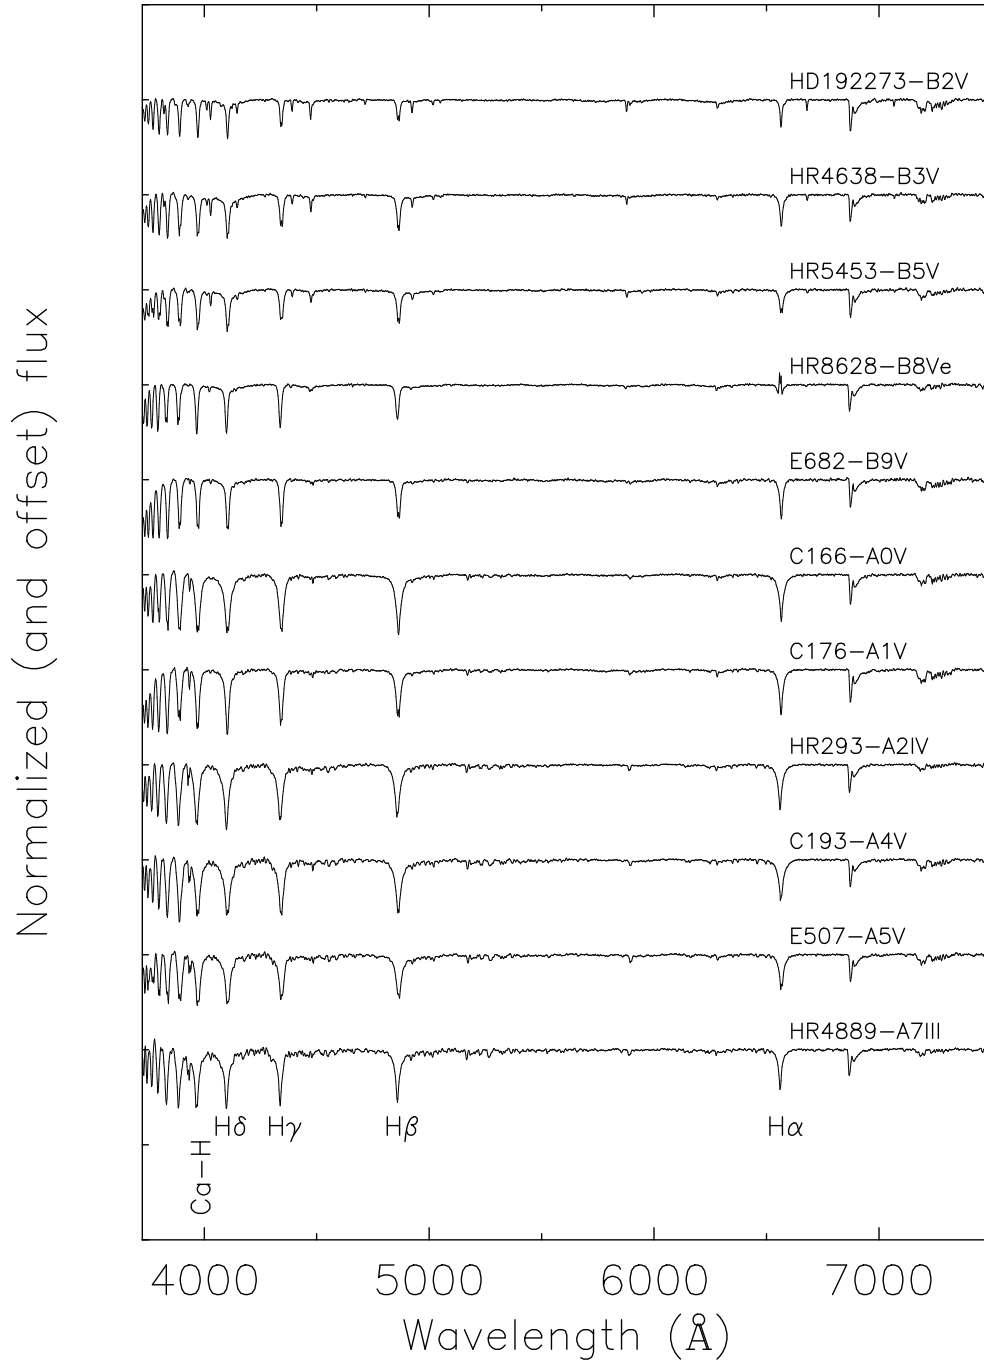 HD192273-B2V
HR4638-B3V
HR5453-B5V
HR8628-B8Ve
E682-B9V
C166-A0V
C176-A1V
HR293-A2IV
C193-A4V
E507-A5V
HR4889-A7III
Hδ Hγ Hβ Hα
Ca-H
4000 5000 6000 7000
Wavelength (Å)
Normalized (and offset) flux